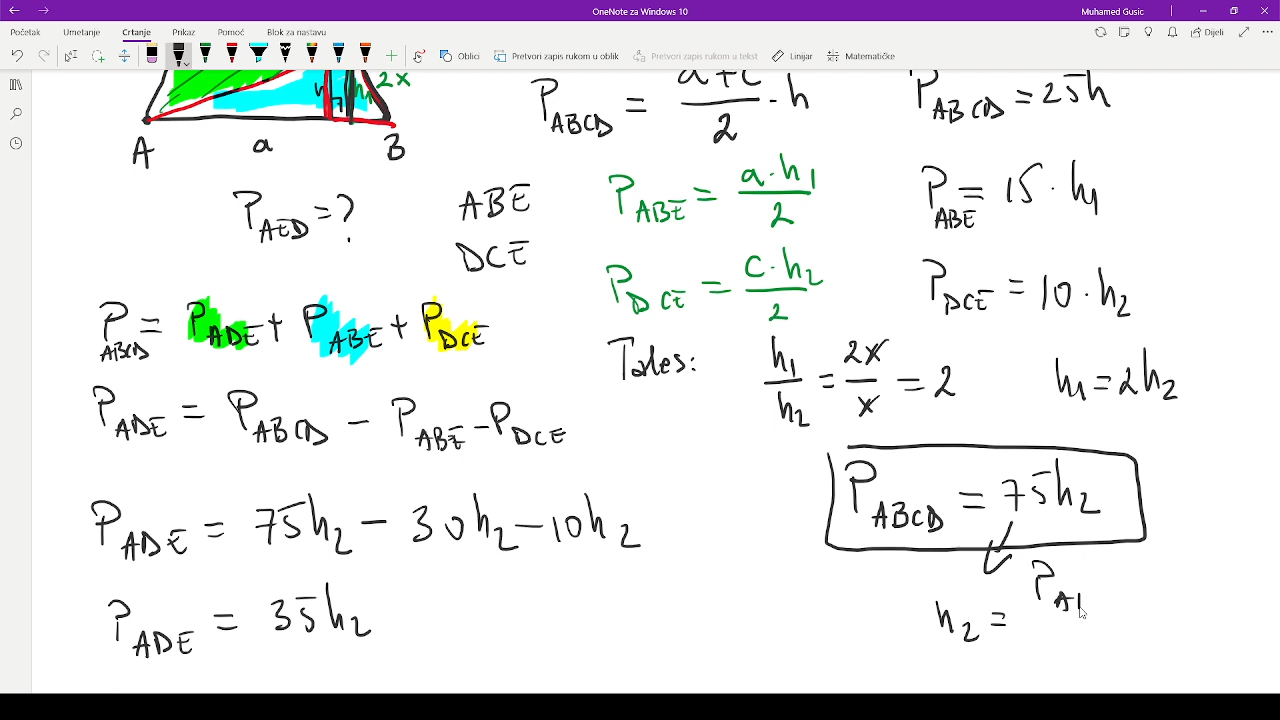 OneNote za Windows 10
Muhamed Gusic
Početak Umetanje Crtanje Prikaz Pomoć Blok za nastavu
Dijeli
Oblici Pretvori zapis rukom u oblik Pretvori zapis rukom u tekst Linijar Matematičke
h1 h1 2x
A a B
P_AED = ?
ABE
DCE
P_ABCD = P_ADE + P_ABE + P_DCE
P_ADE = P_ABCD - P_ABE - P_DCE
P_ADE = 75h2 - 30h2 - 10h2
P_ADE = 35h2
P_ABCD = (a+c)/2 · h
P_ABE = (a · h1)/2
P_DCE = (c · h2)/2
Tales: h1/h2 = 2x/x = 2
P_ABCD = 25h
P_ABE = 15 · h1
P_DCE = 10 · h2
h1 = 2h2
P_ABCD = 75h2
h2 = P_A